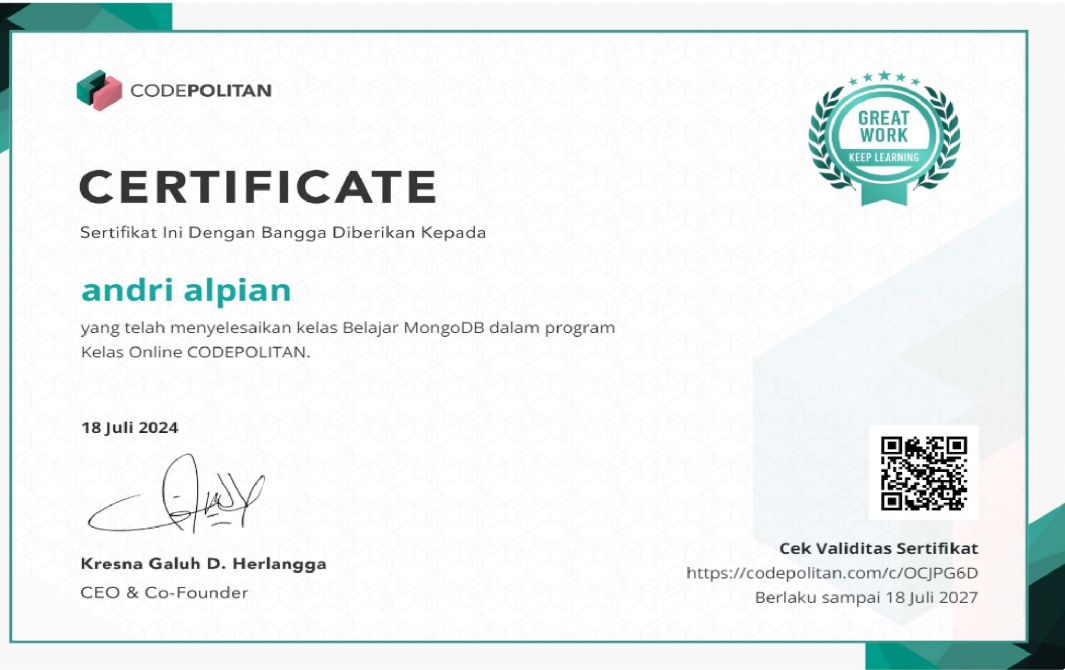 CODEPOLITAN
GREAT
WORK
KEEP LEARNING
CERTIFICATE
Sertifikat Ini Dengan Bangga Diberikan Kepada
andri alpian
yang telah menyelesaikan kelas Belajar MongoDB dalam program
Kelas Online CODEPOLITAN.
18 Juli 2024
Kresna Galuh D. Herlangga
CEO & Co-Founder
Cek Validitas Sertifikat
https://codepolitan.com/c/OCJPG6D
Berlaku sampai 18 Juli 2027